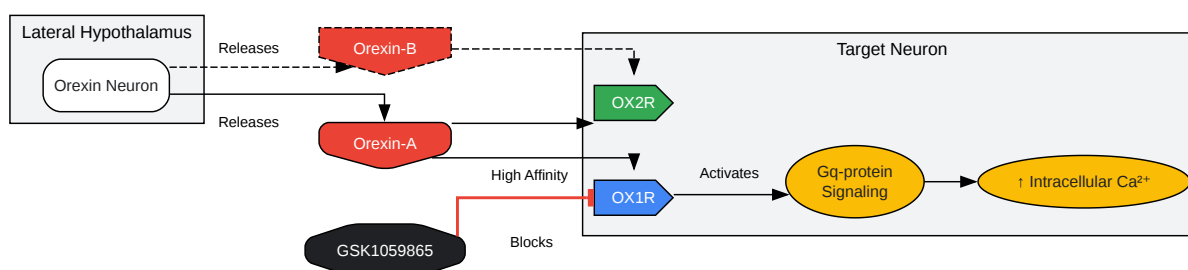 Lateral Hypothalamus
Orexin Neuron
Releases
Releases
Orexin-B
Orexin-A
GSK1059865
High Affinity
Blocks
Target Neuron
OX2R
OX1R
Activates
Gq-protein
Signaling
↑ Intracellular Ca²⁺